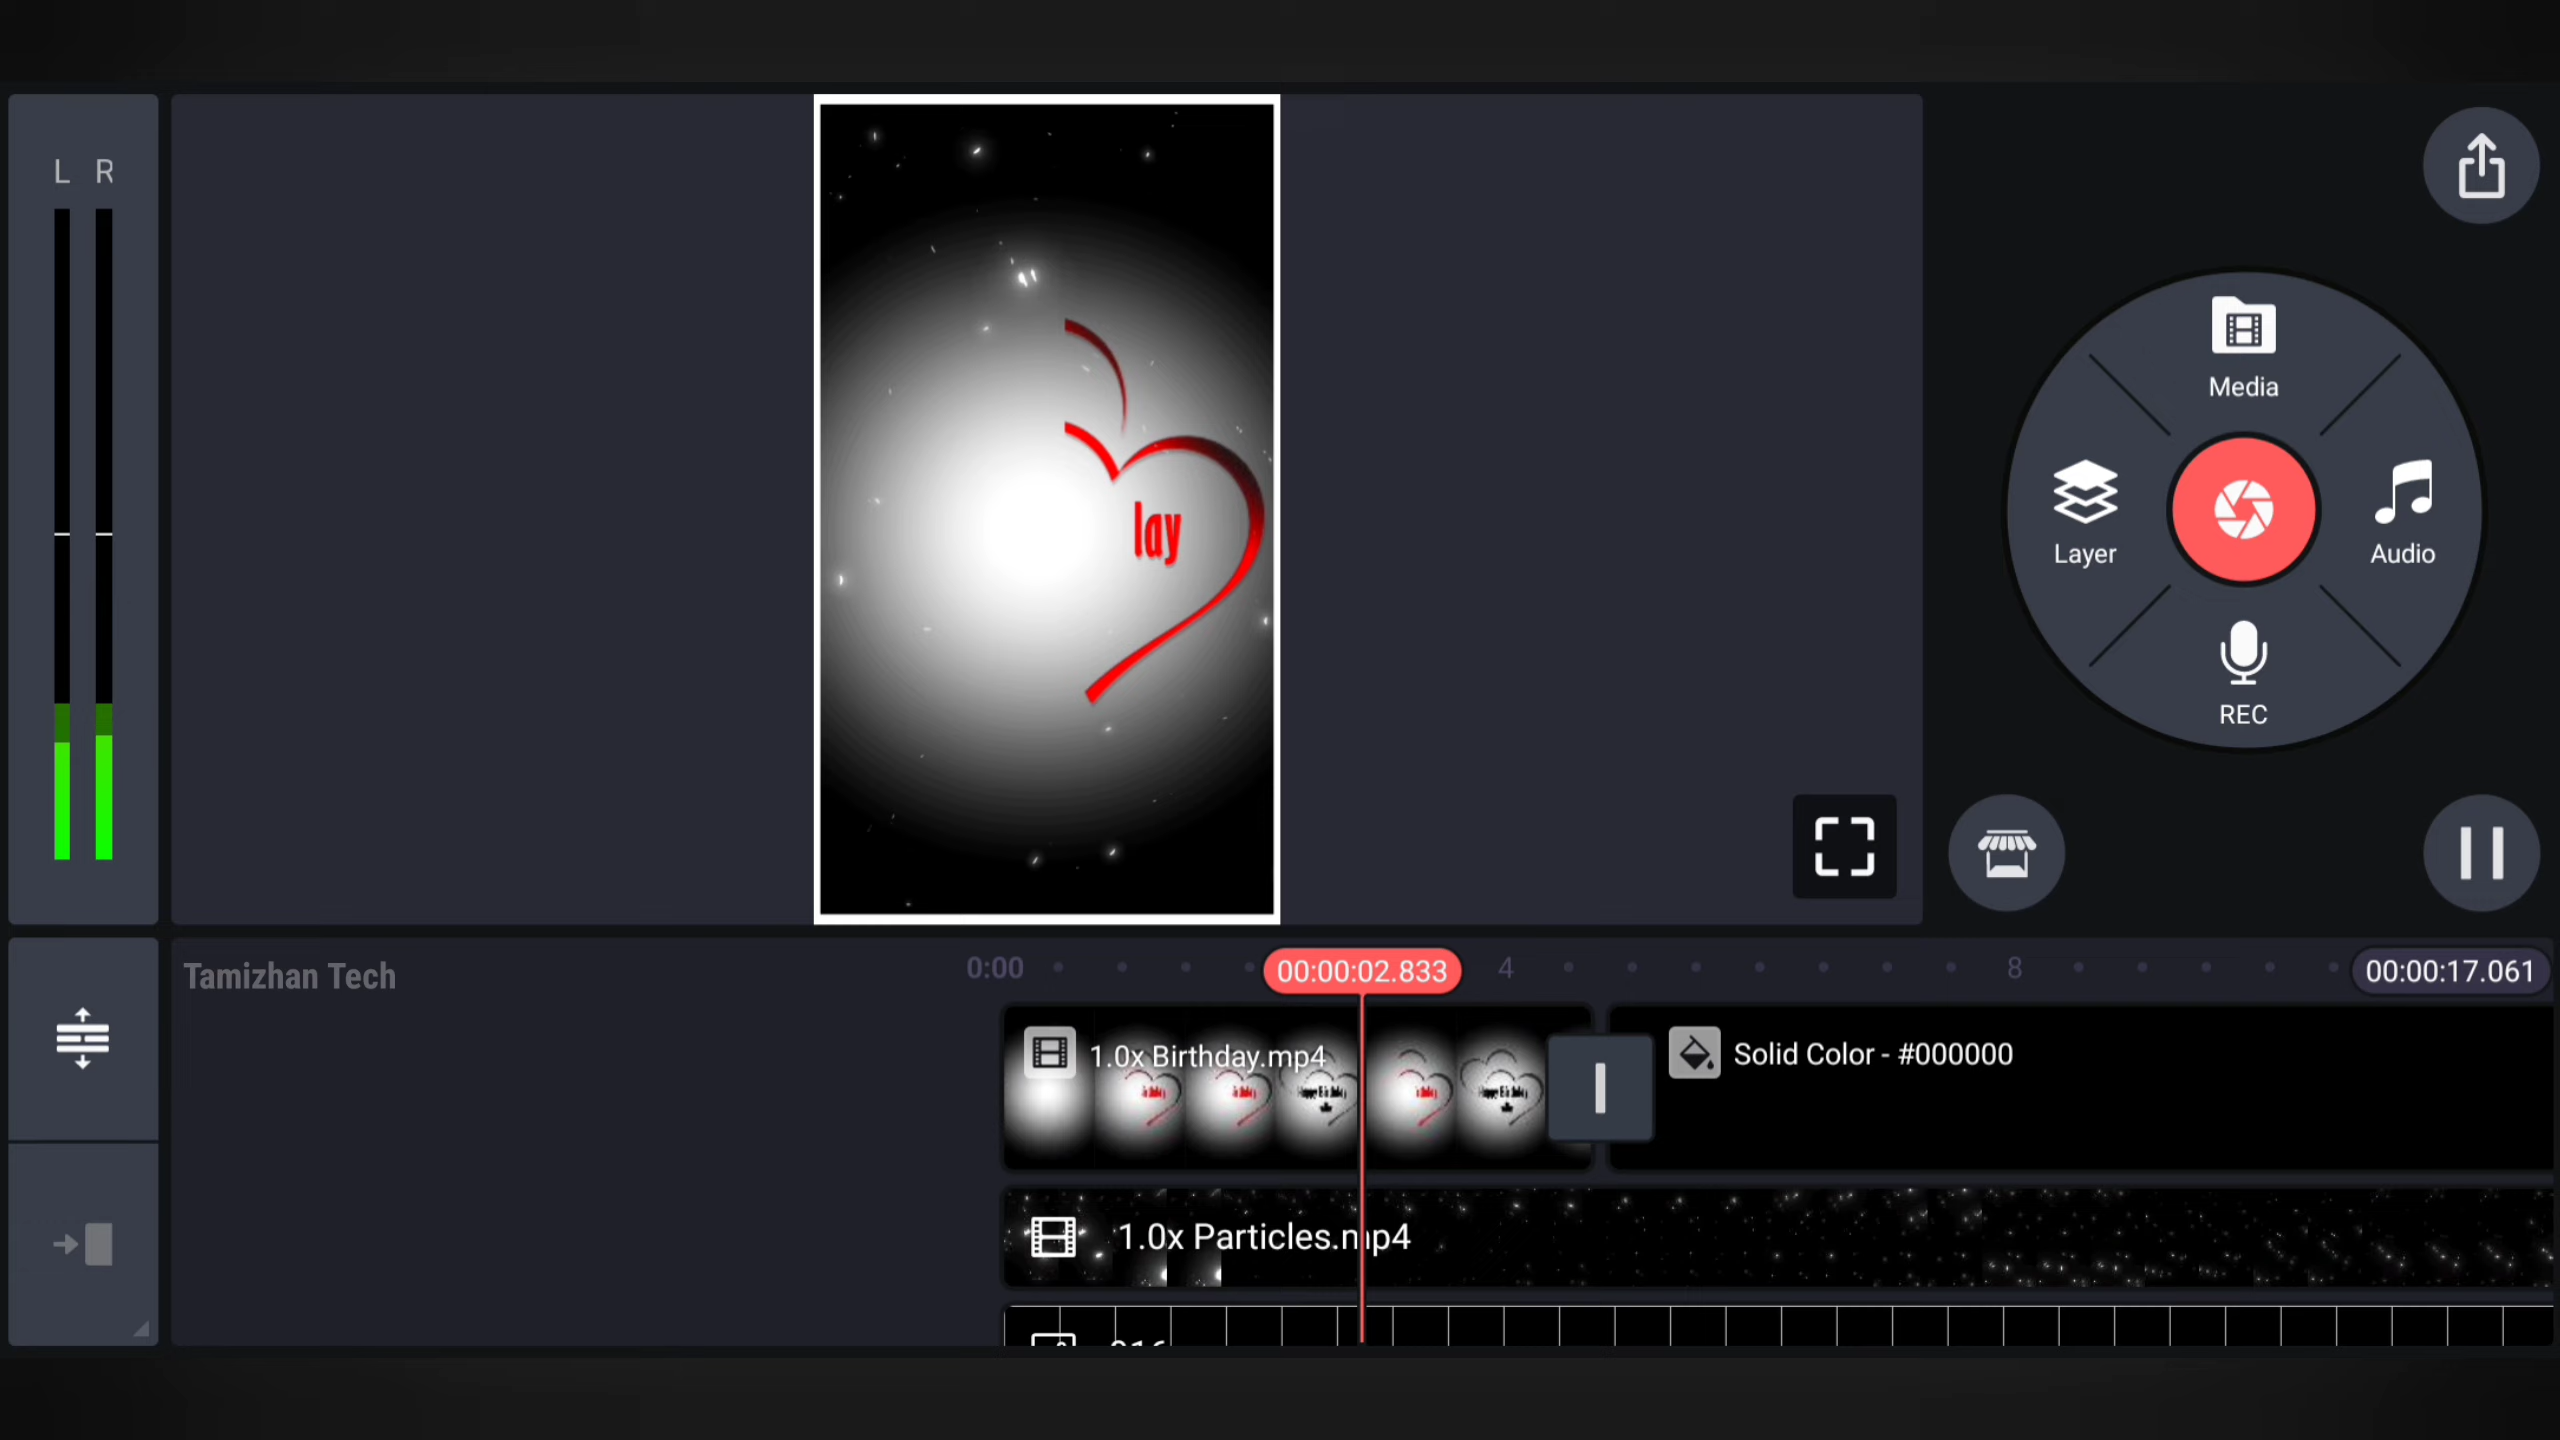 L R
Media
Layer
Audio
REC
lay
Tamizhan Tech
0:00
00:00:02.833
4
8
00:00:17.061
1.0x Birthday.mp4
Solid Color - #000000
1.0x Particles.mp4